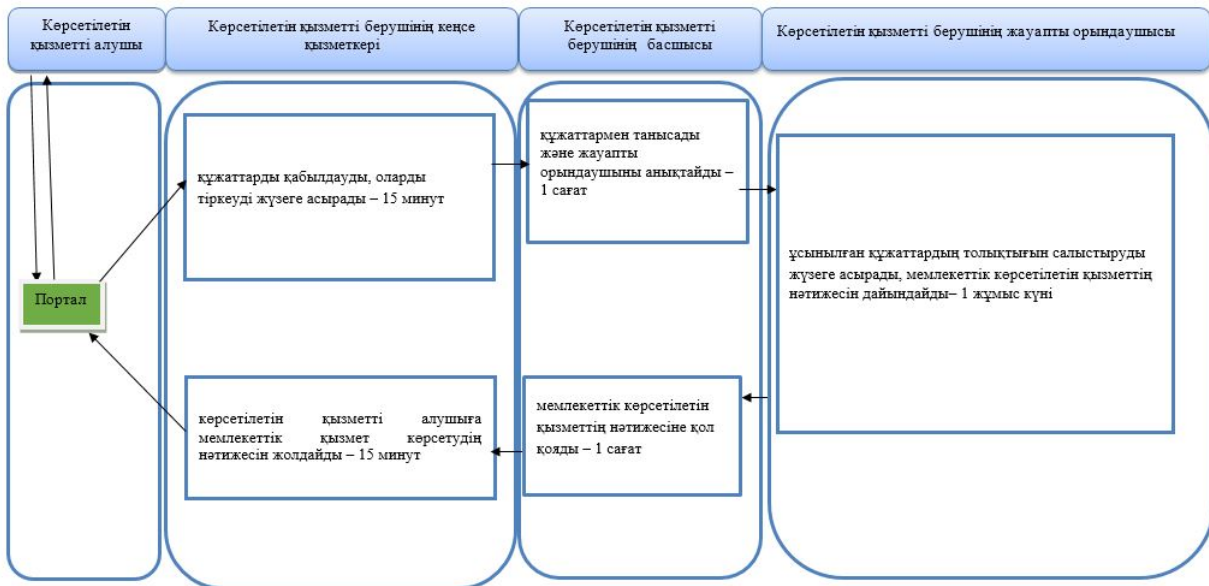 Көрсетілетін
қызметті алушы
Көрсетілетін қызметті берушінің кеңсе
қызметкері
Көрсетілетін қызметті
берушінің басшысы
Көрсетілетін қызметті берушінің жауапты орындаушысы
Портал
құжаттарды қабылдауды, оларды
тіркеуді жүзеге асырады – 15 минут
құжаттармен танысады
және жауапты
орындаушыны анықтайды –
1 сағат
ұсынылған құжаттардың толықтығын салыстыруды
жүзеге асырады, мемлекеттік көрсетілетін қызметтің
нәтижесін дайындайды– 1 жұмыс күні
мемлекеттік көрсетілетін
қызметтің нәтижесіне қол
қояды – 1 сағат
көрсетілетін қызметті алушыға
мемлекеттік қызмет көрсетудің
нәтижесін жолдайды – 15 минут